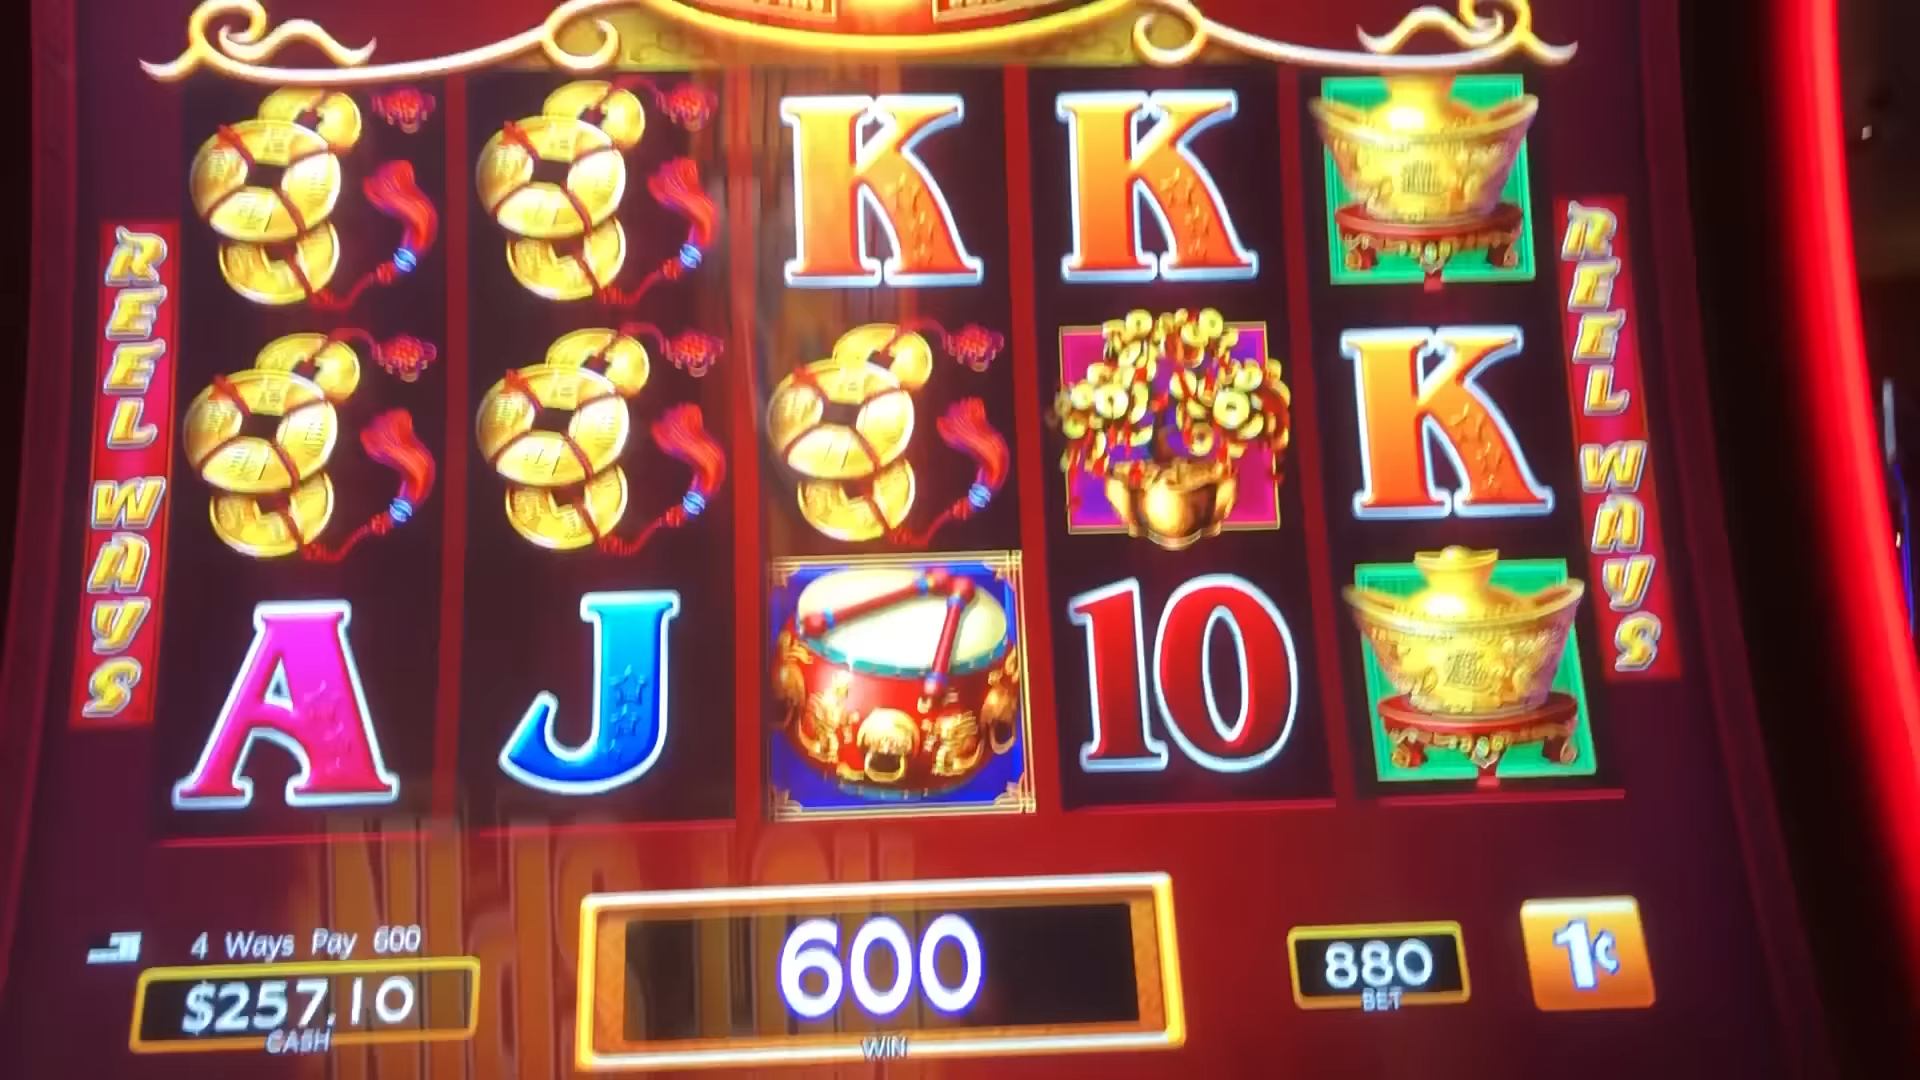 K K
REEL WAYS
REEL WAYS
K
A J 10
4 Ways Pay 600
$257.10
CASH
600
WIN
880
BET
1¢